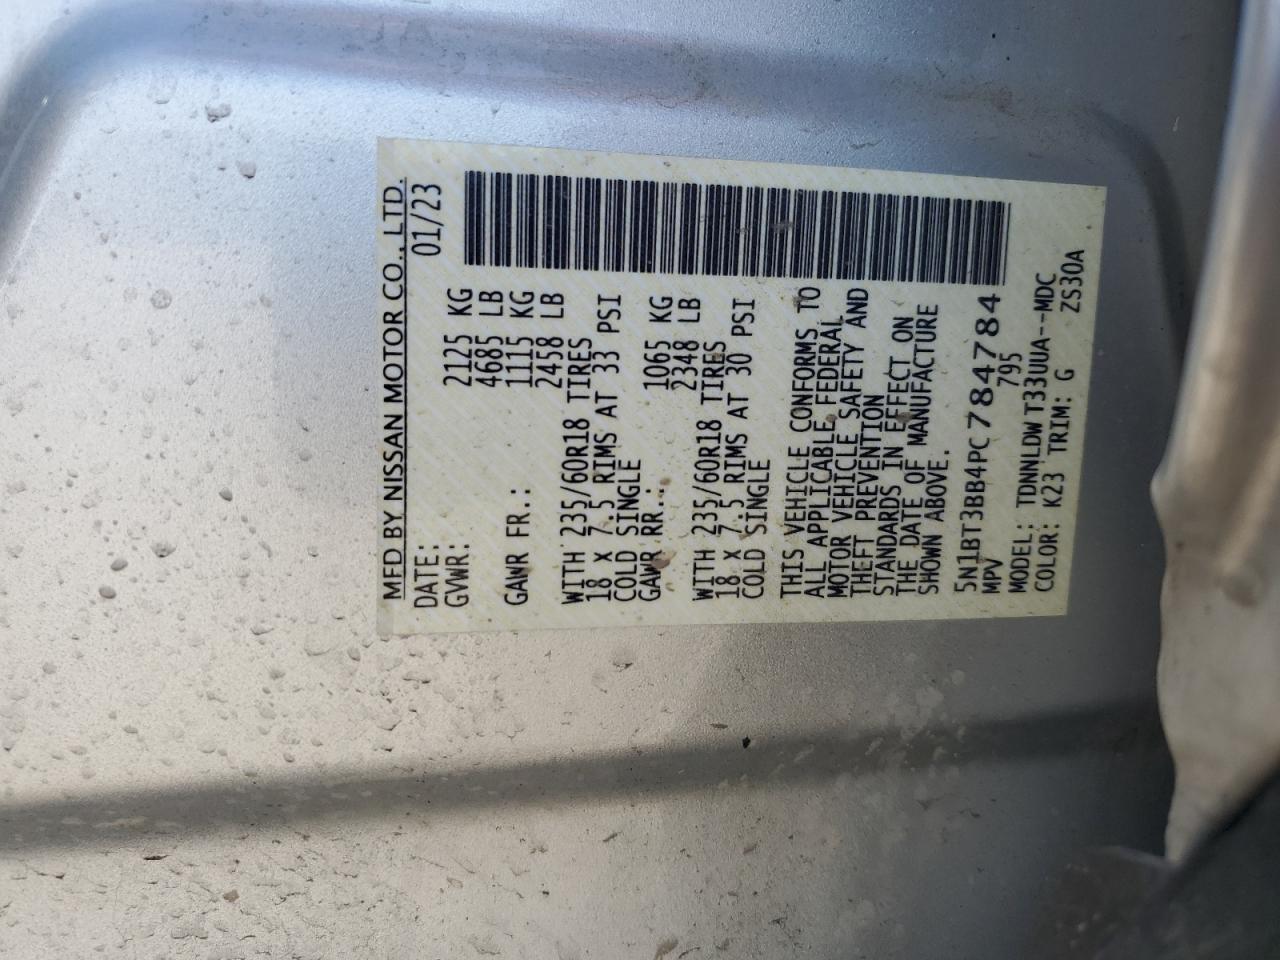 MFD BY NISSAN MOTOR CO., LTD.
DATE: 01/23
GVWR: 2125 KG
4685 LB
GAWR FR.: 1115 KG
2458 LB
WITH 235/60R18 TIRES
18 X 7.5 RIMS AT 33 PSI
COLD SINGLE
GAWR RR.: 1065 KG
2348 LB
WITH 235/60R18 TIRES
18 X 7.5 RIMS AT 30 PSI
COLD SINGLE
THIS VEHICLE CONFORMS TO
ALL APPLICABLE FEDERAL
MOTOR VEHICLE SAFETY AND
THEFT PREVENTION
STANDARDS IN EFFECT ON
THE DATE OF MANUFACTURE
SHOWN ABOVE.
5N1BT3BB4PC784784
MPV 795
MODEL: TDNNLDWT33UUA--MDC
COLOR: K23 TRIM: G ZS30A